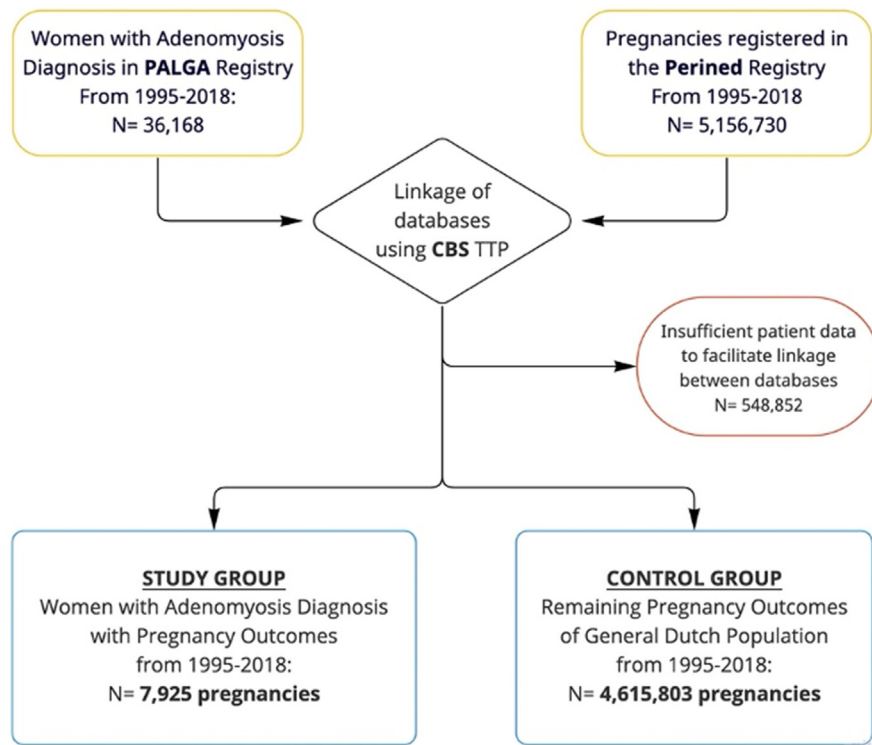 Women with Adenomyosis
Diagnosis in PALGA Registry
From 1995-2018:
N= 36,168
Pregnancies registered in
the Perined Registry
From 1995-2018
N= 5,156,730
Linkage of
databases
using CBS TTP
Insufficient patient data
to facilitate linkage
between databases
N= 548,852
STUDY GROUP
Women with Adenomyosis Diagnosis
with Pregnancy Outcomes
from 1995-2018:
N= 7,925 pregnancies
CONTROL GROUP
Remaining Pregnancy Outcomes
of General Dutch Population
from 1995-2018:
N= 4,615,803 pregnancies